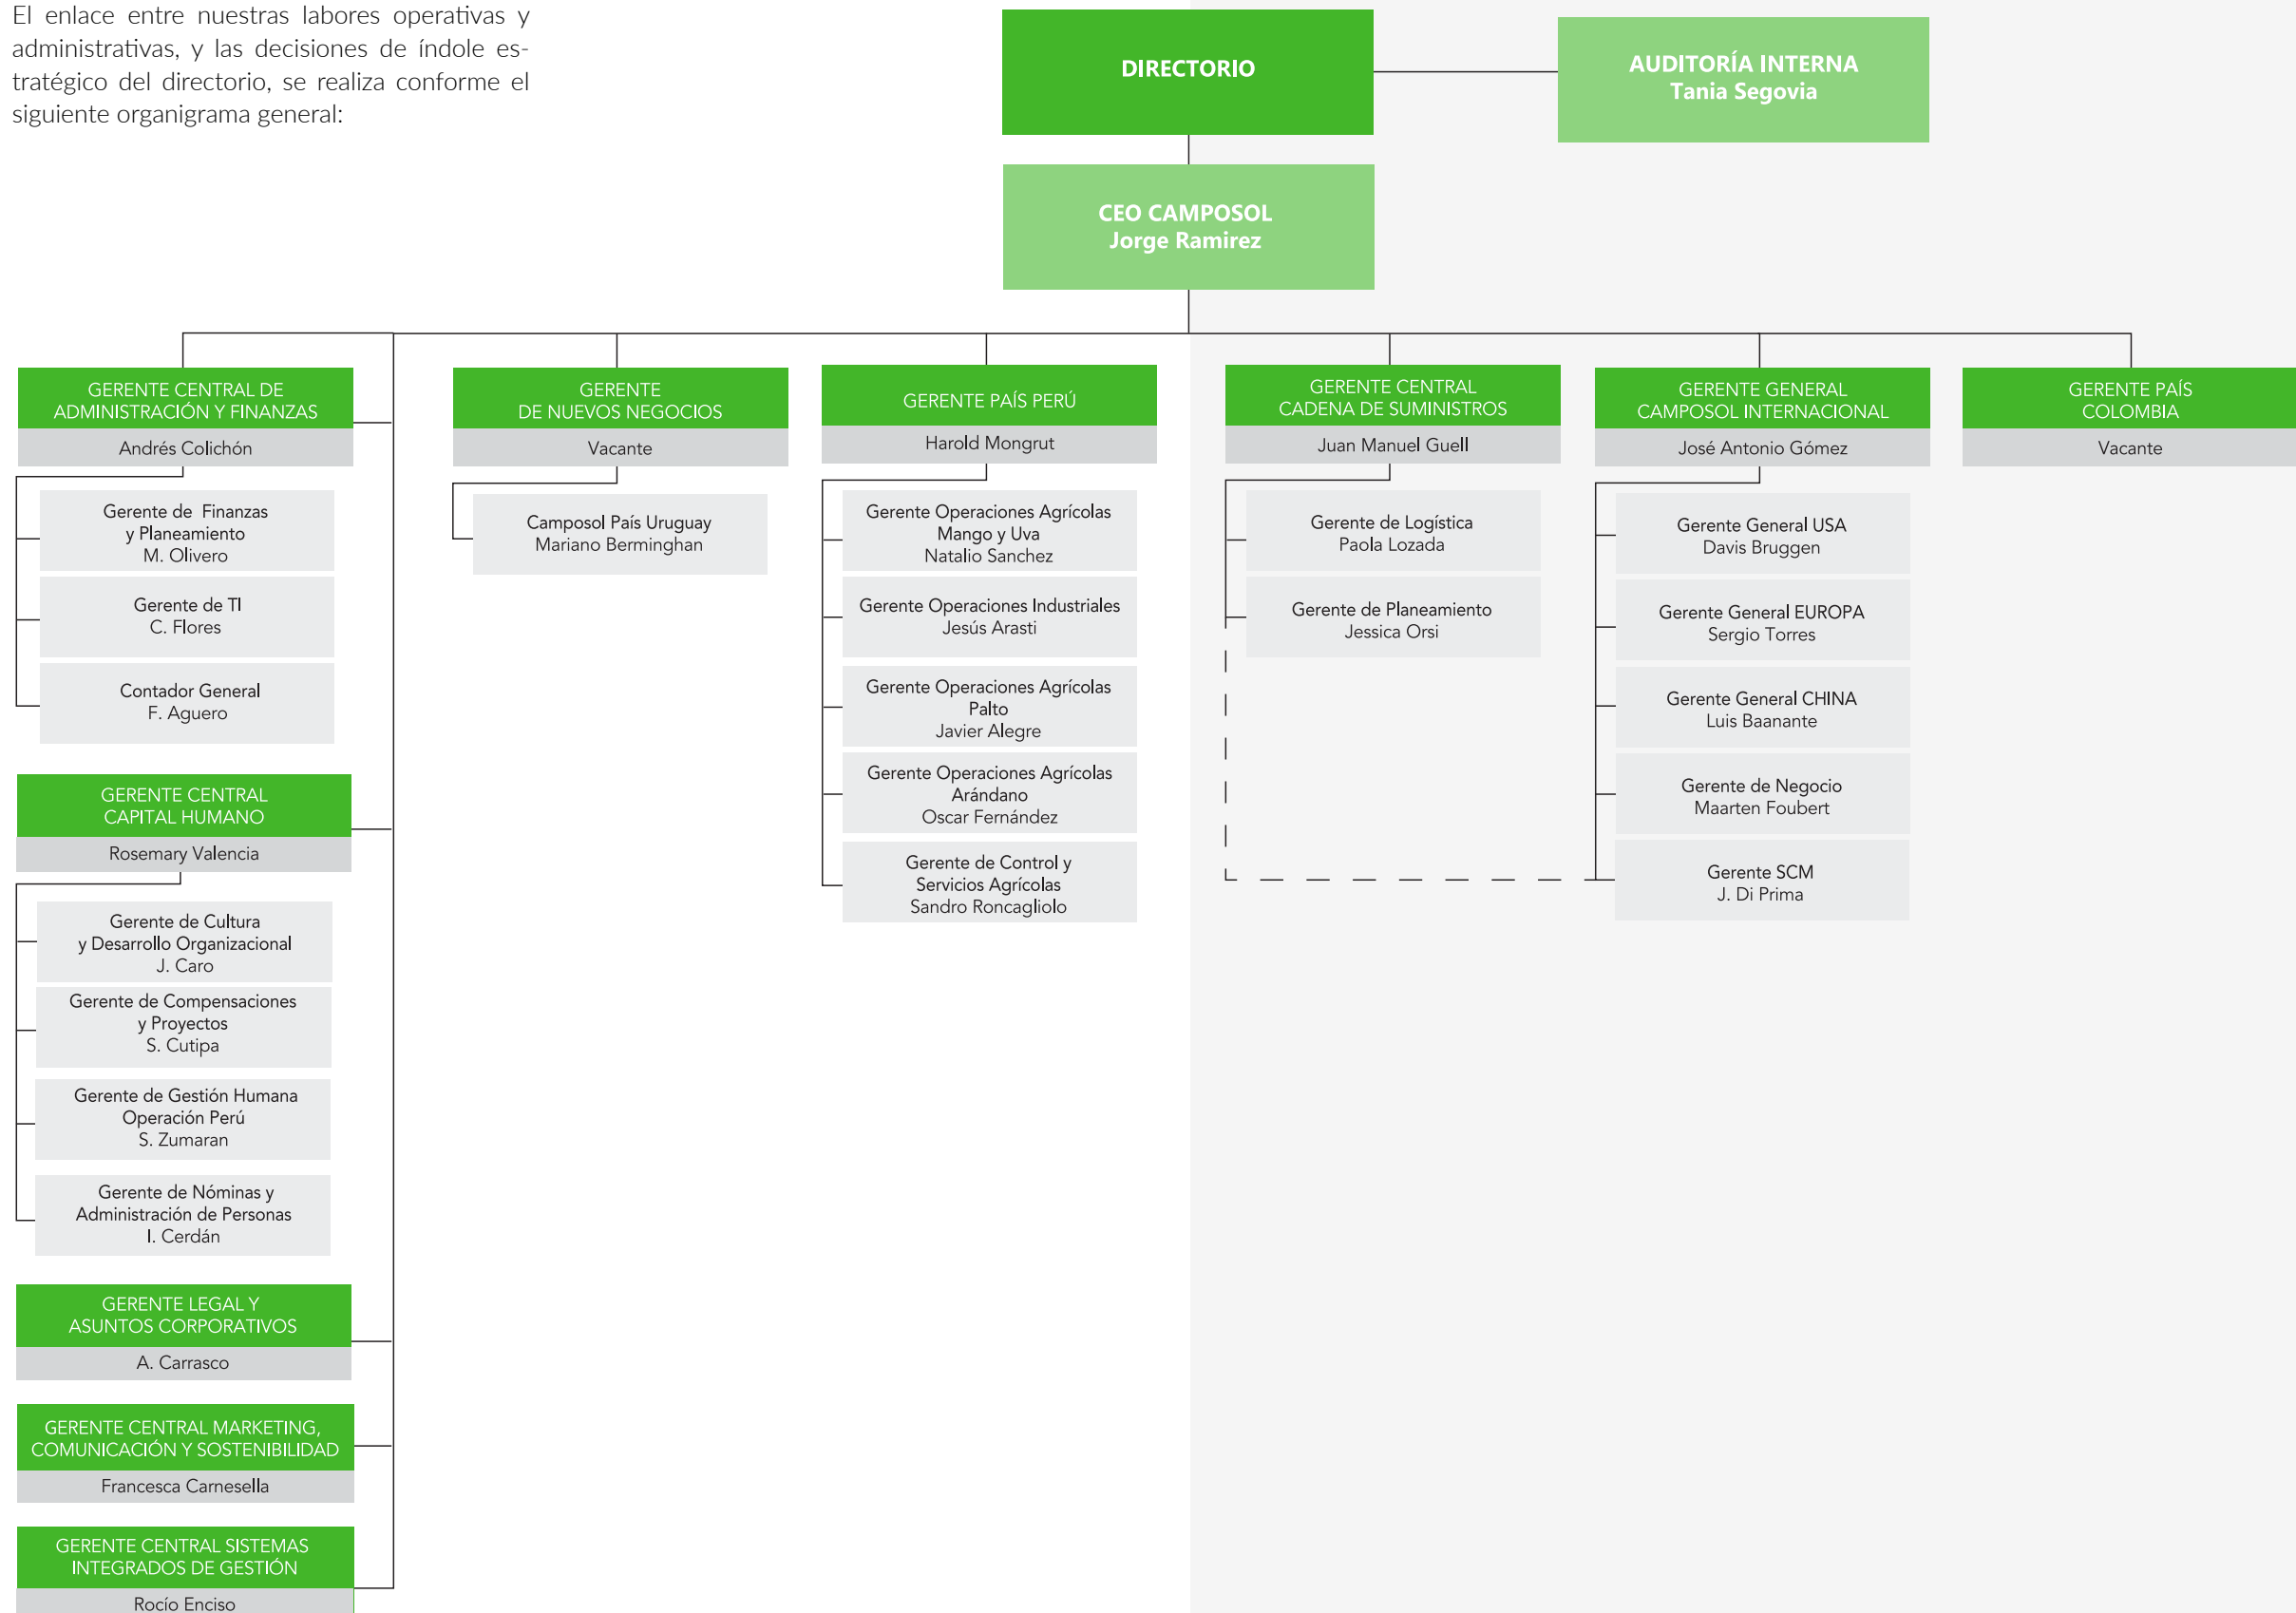 El enlace entre nuestras labores operativas y
administrativas, y las decisiones de índole es-
tratégico del directorio, se realiza conforme el
siguiente organigrama general:
DIRECTORIO
AUDITORÍA INTERNA
Tania Segovia
CEO CAMPOSOL
Jorge Ramirez
GERENTE CENTRAL DE
ADMINISTRACIÓN Y FINANZAS
Andrés Colichón
Gerente de Finanzas
y Planeamiento
M. Olivero
Gerente de TI
C. Flores
Contador General
F. Aguero
GERENTE CENTRAL
CAPITAL HUMANO
Rosemary Valencia
Gerente de Cultura
y Desarrollo Organizacional
J. Caro
Gerente de Compensaciones
y Proyectos
S. Cutipa
Gerente de Gestión Humana
Operación Perú
S. Zumaran
Gerente de Nóminas y
Administración de Personas
I. Cerdán
GERENTE LEGAL Y
ASUNTOS CORPORATIVOS
A. Carrasco
GERENTE CENTRAL MARKETING,
COMUNICACIÓN Y SOSTENIBILIDAD
Francesca Carnesella
GERENTE CENTRAL SISTEMAS
INTEGRADOS DE GESTIÓN
Rocío Enciso
GERENTE
DE NUEVOS NEGOCIOS
Vacante
Camposol País Uruguay
Mariano Berminghan
GERENTE PAÍS PERÚ
Harold Mongrut
Gerente Operaciones Agrícolas
Mango y Uva
Natalio Sanchez
Gerente Operaciones Industriales
Jesús Arasti
Gerente Operaciones Agrícolas
Palto
Javier Alegre
Gerente Operaciones Agrícolas
Arándano
Oscar Fernández
Gerente de Control y
Servicios Agrícolas
Sandro Roncagliolo
GERENTE CENTRAL
CADENA DE SUMINISTROS
Juan Manuel Guell
Gerente de Logística
Paola Lozada
Gerente de Planeamiento
Jessica Orsi
GERENTE GENERAL
CAMPOSOL INTERNACIONAL
José Antonio Gómez
Gerente General USA
Davis Bruggen
Gerente General EUROPA
Sergio Torres
Gerente General CHINA
Luis Baanante
Gerente de Negocio
Maarten Foubert
Gerente SCM
J. Di Prima
GERENTE PAÍS
COLOMBIA
Vacante